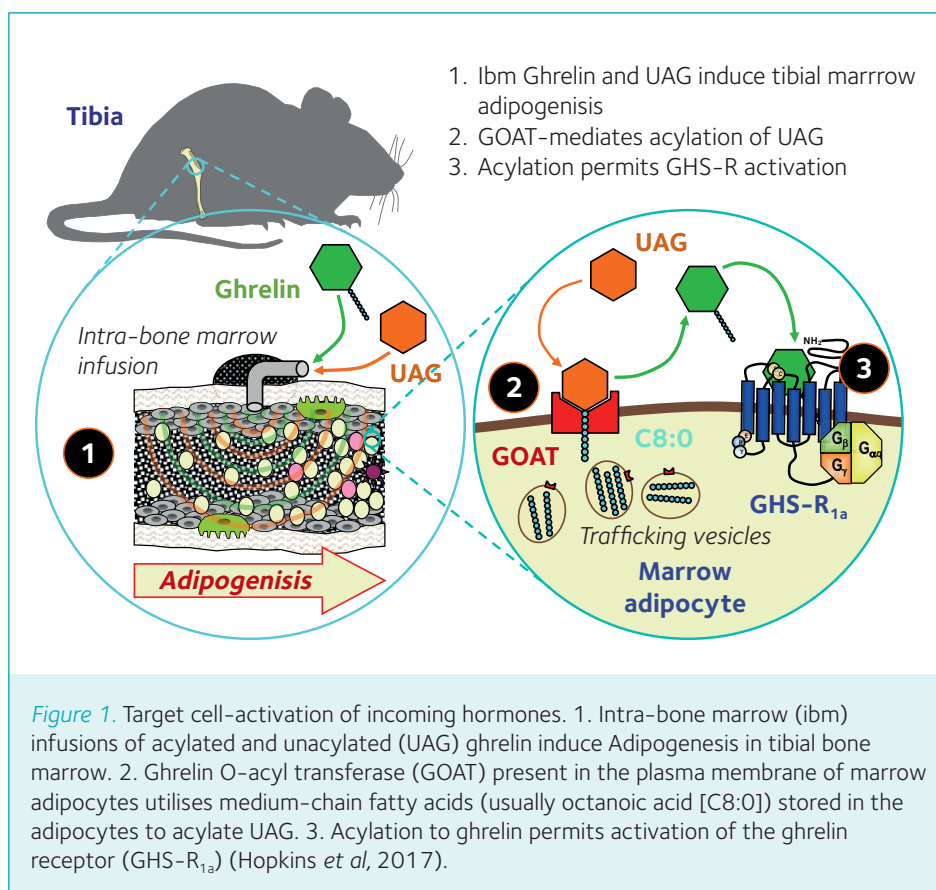 1. Ibm Ghrelin and UAG induce tibial marrrow
adipogenisis
2. GOAT-mediates acylation of UAG
3. Acylation permits GHS-R activation
Tibia
Ghrelin
UAG
Intra-bone marrow
infusion
1
Adipogenisis
UAG
2
GOAT
C8:0
Trafficking vesicles
Marrow
adipocyte
NH₂
3
Gβ
Gγ
Gαq
GHS-R1a
Figure 1. Target cell-activation of incoming hormones. 1. Intra-bone marrow (ibm)
infusions of acylated and unacylated (UAG) ghrelin induce Adipogenesis in tibial bone
marrow. 2. Ghrelin O-acyl transferase (GOAT) present in the plasma membrane of marrow
adipocytes utilises medium-chain fatty acids (usually octanoic acid [C8:0]) stored in the
adipocytes to acylate UAG. 3. Acylation to ghrelin permits activation of the ghrelin
receptor (GHS-R1a) (Hopkins et al, 2017).